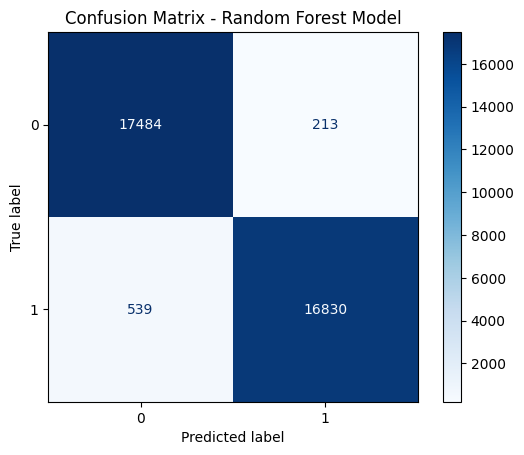 Confusion Matrix - Random Forest Model
0 17484 213
1 539 16830
0 1
True label
Predicted label
16000
14000
12000
10000
8000
6000
4000
2000